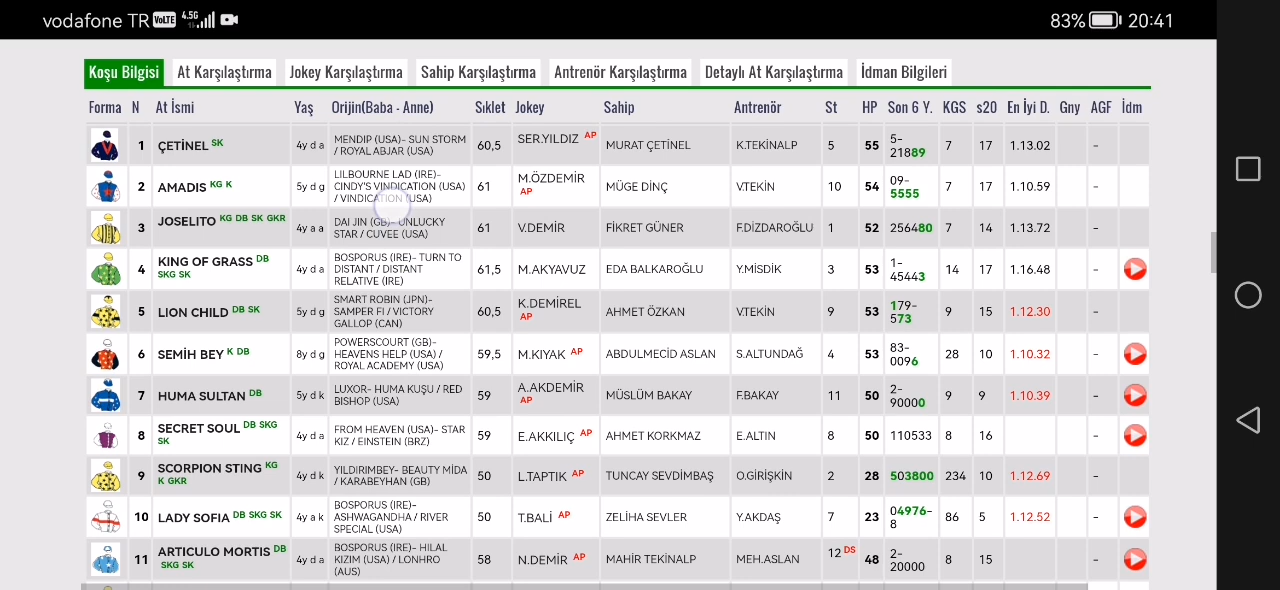 vodafone TR VoLTE 4.5G 83% 20:41
Koşu Bilgisi At Karşılaştırma Jokey Karşılaştırma Sahip Karşılaştırma Antrenör Karşılaştırma Detaylı At Karşılaştırma İdman Bilgileri
Forma N At İsmi Yaş Orijin(Baba - Anne) Sıklet Jokey Sahip Antrenör St HP Son 6 Y. KGS s20 En İyi D. Gny AGF İdm
1 ÇETİNEL SK 4y d a MENDIP (USA)- SUN STORM / ROYAL ABJAR (USA) 60,5 SER.YILDIZ AP MURAT ÇETİNEL K.TEKİNALP 5 55 5-21889 7 17 1.13.02 -
2 AMADIS KG K 5y d g LILBOURNE LAD (IRE)- CINDY'S VINDICATION (USA) / VINDICATION (USA) 61 M.ÖZDEMİR AP MÜGE DİNÇ V.TEKİN 10 54 09-5555 7 17 1.10.59 -
3 JOSELITO KG DB SK GKR 4y a a DAI JIN (GB)- UNLUCKY STAR / CUVEE (USA) 61 V.DEMİR FİKRET GÜNER F.DİZDAROĞLU 1 52 256480 7 14 1.13.72 -
4 KING OF GRASS DB SKG SK 4y d a BOSPORUS (IRE)- TURN TO DISTANT / DISTANT RELATIVE (IRE) 61,5 M.AKYAVUZ EDA BALKAROĞLU Y.MİSDİK 3 53 1-45443 14 17 1.16.48 -
5 LION CHILD DB SK 5y d g SMART ROBIN (JPN)- SAMPER FI / VICTORY GALLOP (CAN) 60,5 K.DEMİREL AP AHMET ÖZKAN V.TEKİN 9 53 179-573 9 15 1.12.30 -
6 SEMİH BEY K DB 8y d g POWERSCOURT (GB)- HEAVENS HELP (USA) / ROYAL ACADEMY (USA) 59,5 M.KIYAK AP ABDULMECİD ASLAN S.ALTUNDAĞ 4 53 83-0096 28 10 1.10.32 -
7 HUMA SULTAN DB 5y d k LUXOR- HUMA KUŞU / RED BISHOP (USA) 59 A.AKDEMİR AP MÜSLÜM BAKAY F.BAKAY 11 50 2-90000 9 9 1.10.39 -
8 SECRET SOUL DB SKG SK 4y d a FROM HEAVEN (USA)- STAR KIZ / EINSTEIN (BRZ) 59 E.AKKILIÇ AP AHMET KORKMAZ E.ALTIN 8 50 110533 8 16 -
9 SCORPION STING KG K GKR 4y d k YILDIRIMBEY- BEAUTY MİDA / KARABEYHAN (GB) 50 L.TAPTIK AP TUNCAY SEVDİMBAŞ O.GİRİŞKİN 2 28 503800 234 10 1.12.69 -
10 LADY SOFIA DB SKG SK 4y a k BOSPORUS (IRE)- ASHWAGANDHA / RIVER SPECIAL (USA) 50 T.BALİ AP ZELİHA SEVLER Y.AKDAŞ 7 23 04976-8 86 5 1.12.52 -
11 ARTICULO MORTIS DB SKG SK 4y d a BOSPORUS (IRE)- HILAL KIZIM (USA) / LONHRO (AUS) 58 N.DEMİR AP MAHİR TEKİNALP MEH.ASLAN 12 DS 48 2-20000 8 15 -